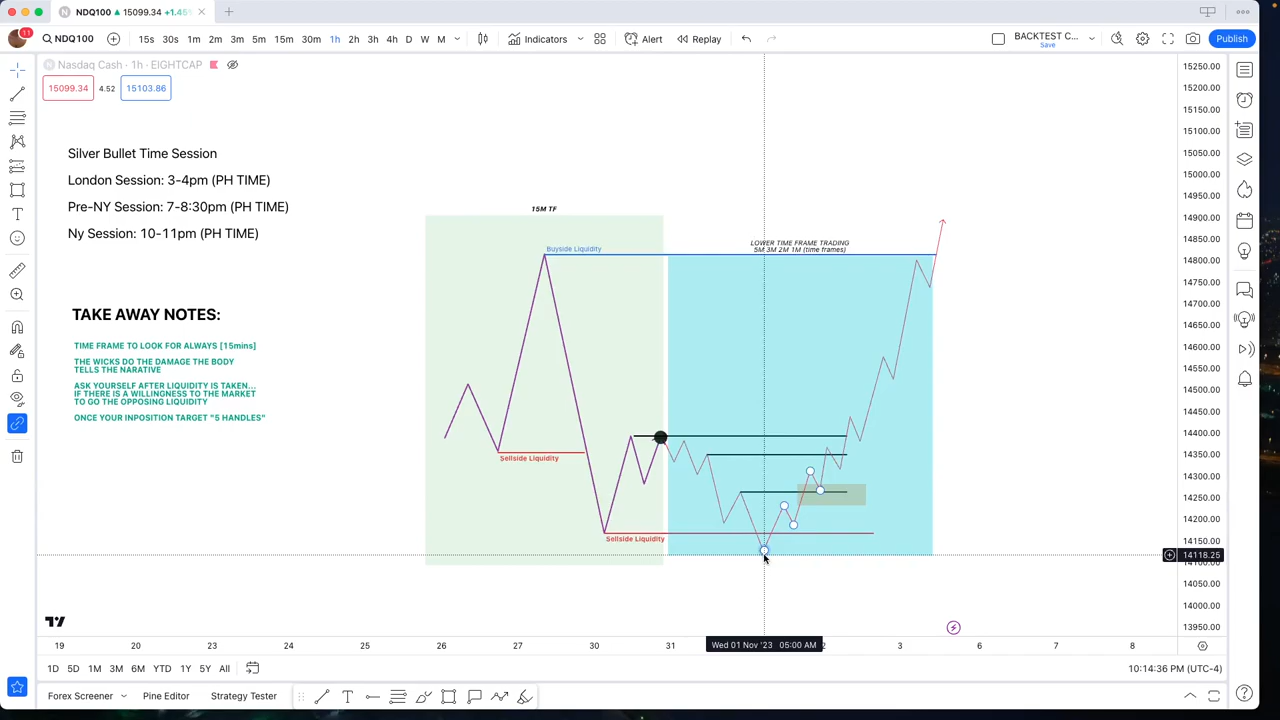 NDQ100 ▲ 15099.34 +1.45%
11
NDQ100
15s 30s 1m 2m 3m 5m 15m 30m 1h 2h 3h 4h D W M
Indicators
Alert
Replay
BACKTEST C...
Save
Publish
Nasdaq Cash · 1h · EIGHTCAP
15099.34 4.52 15103.86
Silver Bullet Time Session
London Session: 3-4pm (PH TIME)
Pre-NY Session: 7-8:30pm (PH TIME)
Ny Session: 10-11pm (PH TIME)
TAKE AWAY NOTES:
TIME FRAME TO LOOK FOR ALWAYS [15mins]
THE WICKS DO THE DAMAGE THE BODY
TELLS THE NARATIVE
ASK YOURSELF AFTER LIQUIDITY IS TAKEN...
IF THERE IS A WILLINGNESS TO THE MARKET
TO GO THE OPPOSING LIQUIDITY
ONCE YOUR INPOSITION TARGET "5 HANDLES"
15M TF
Buyside Liquidity
LOWER TIME FRAME TRADING
5M 3M 2M 1M (time frames)
Sellside Liquidity
Sellside Liquidity
15250.00
15200.00
15150.00
15100.00
15050.00
15000.00
14950.00
14900.00
14850.00
14800.00
14750.00
14700.00
14650.00
14600.00
14550.00
14500.00
14450.00
14400.00
14350.00
14300.00
14250.00
14200.00
14150.00
14118.25
14100.00
14050.00
14000.00
13950.00
19 20 23 24 25 27 30 31 Wed 01 Nov '23 05:00 AM 2 3 6 7 8
1D 5D 1M 3M 6M YTD 1Y 5Y All
10:14:36 PM (UTC-4)
Forex Screener Pine Editor Strategy Tester